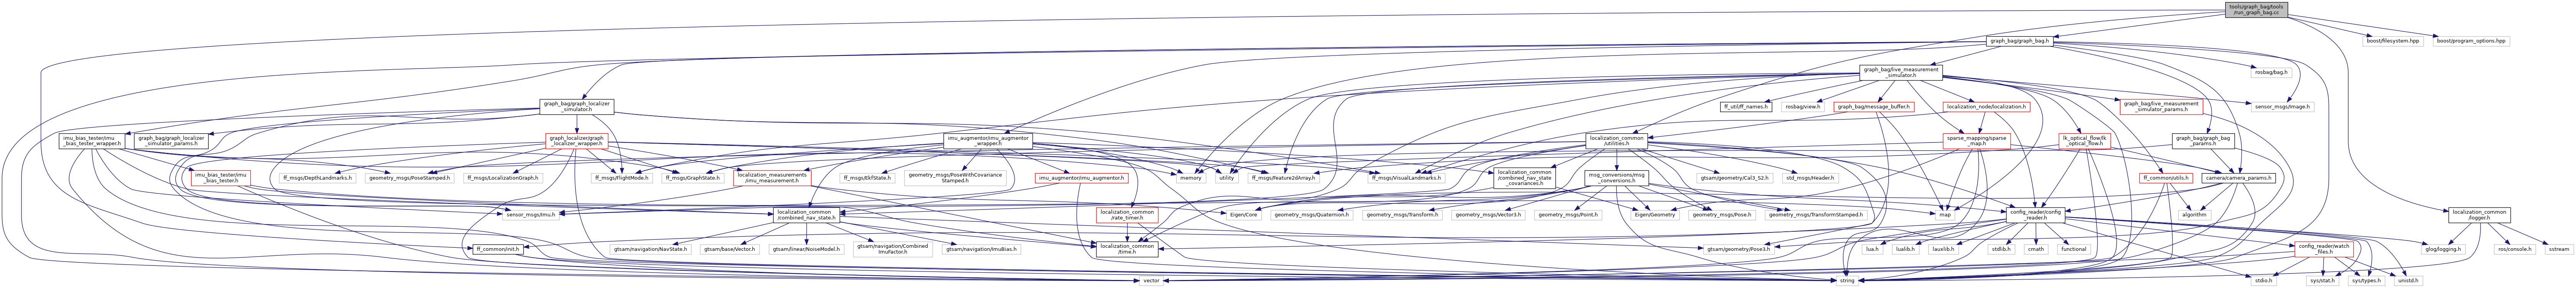 tools/graph_bag/tools
/run_graph_bag.cc
graph_bag/graph_bag.h
boost/filesystem.hpp
boost/program_options.hpp
graph_bag/live_measurement
_simulator.h
rosbag/bag.h
graph_bag/graph_localizer
_simulator.h
ff_util/ff_names.h
rosbag/view.h
graph_bag/message_buffer.h
localization_node/localization.h
graph_bag/live_measurement
_simulator_params.h
sensor_msgs/Image.h
imu_bias_tester/imu
_bias_tester_wrapper.h
graph_bag/graph_localizer
_simulator_params.h
graph_localizer/graph
_localizer_wrapper.h
imu_augmentor/imu_augmentor
_wrapper.h
localization_common
/utilities.h
sparse_mapping/sparse
_map.h
lk_optical_flow/lk
_optical_flow.h
graph_bag/graph_bag
_params.h
imu_bias_tester/imu
_bias_tester.h
ff_msgs/DepthLandmarks.h
geometry_msgs/PoseStamped.h
ff_msgs/LocalizationGraph.h
ff_msgs/FlightMode.h
ff_msgs/GraphState.h
localization_measurements
/imu_measurement.h
ff_msgs/EkfState.h
geometry_msgs/PoseWithCovariance
Stamped.h
imu_augmentor/imu_augmentor.h
memory
utility
ff_msgs/Feature2dArray.h
ff_msgs/VisualLandmarks.h
localization_common
/combined_nav_state
_covariances.h
msg_conversions/msg
_conversions.h
gtsam/geometry/Cal3_S2.h
std_msgs/Header.h
ff_common/utils.h
camera/camera_params.h
sensor_msgs/Imu.h
localization_common
/combined_nav_state.h
localization_common
/rate_timer.h
Eigen/Core
geometry_msgs/Quaternion.h
geometry_msgs/Transform.h
geometry_msgs/Vector3.h
geometry_msgs/Point.h
Eigen/Geometry
geometry_msgs/Pose.h
geometry_msgs/TransformStamped.h
map
config_reader/config
_reader.h
algorithm
localization_common
/logger.h
ff_common/init.h
gtsam/navigation/NavState.h
gtsam/base/Vector.h
gtsam/linear/NoiseModel.h
gtsam/navigation/Combined
ImuFactor.h
gtsam/navigation/ImuBias.h
localization_common
/time.h
gtsam/geometry/Pose3.h
lua.h
lualib.h
lauxlib.h
stdlib.h
cmath
functional
config_reader/watch
_files.h
glog/logging.h
ros/console.h
sstream
vector
string
stdio.h
sys/stat.h
sys/types.h
unistd.h